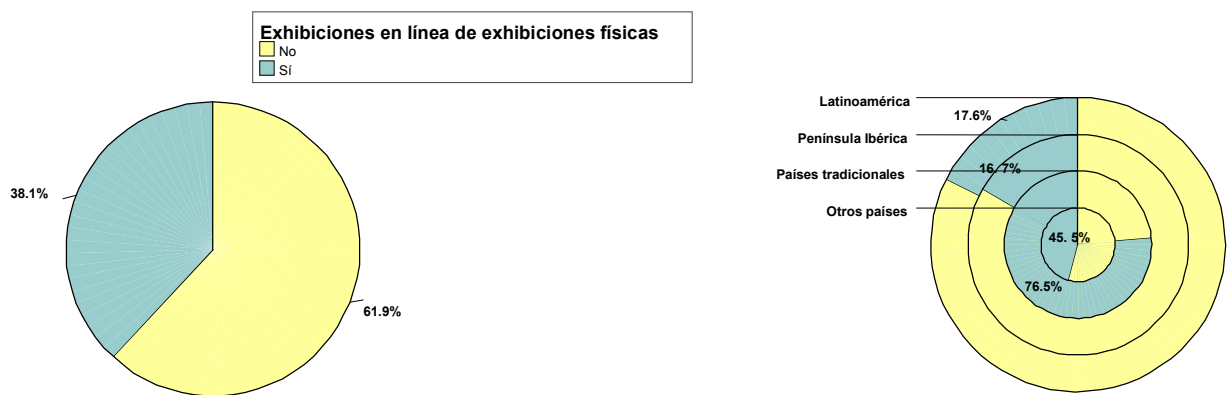 Exhibiciones en línea de exhibiciones físicas
No
Sí
38.1%
61.9%
Latinoamérica
17.6%
Península Ibérica
16. 7%
Países tradicionales
Otros países
45. 5%
76.5%